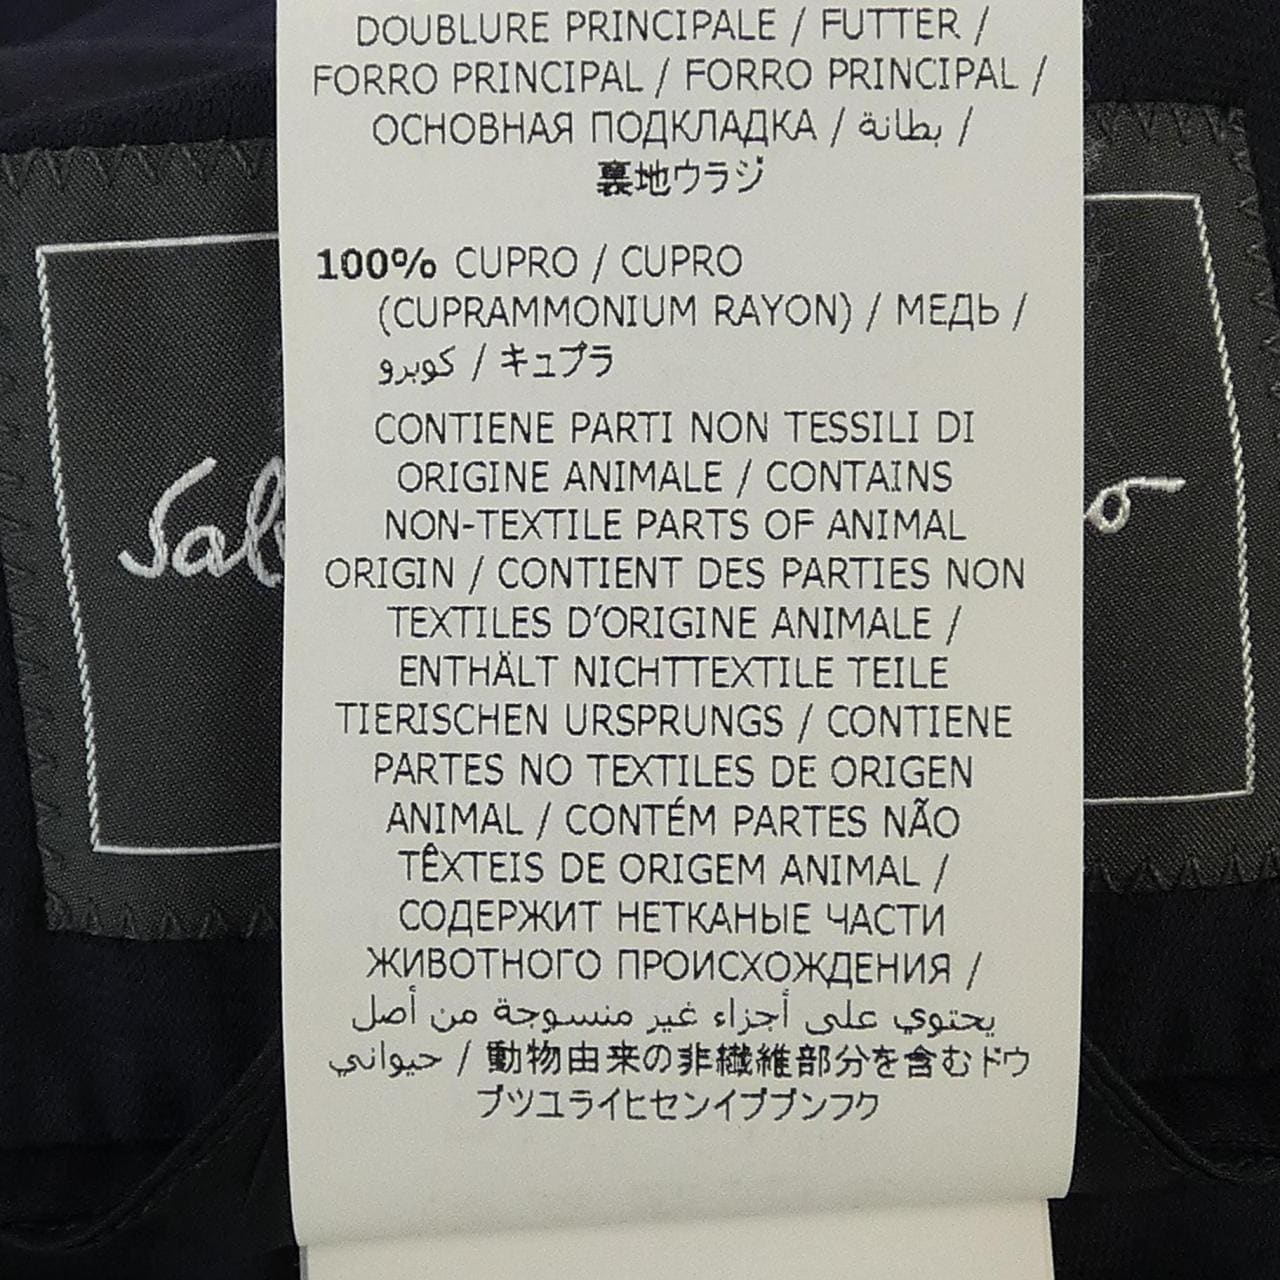 DOUBLURE PRINCIPALE / FUTTER /
FORRO PRINCIPAL / FORRO PRINCIPAL /
ОСНОВНАЯ ПОДКЛАДКА / بطانة /
裏地ウラジ
100% CUPRO / CUPRO
(CUPRAMMONIUM RAYON) / МЕДЬ /
كوبرو / キュプラ
CONTIENE PARTI NON TESSILI DI
ORIGINE ANIMALE / CONTAINS
NON-TEXTILE PARTS OF ANIMAL
ORIGIN / CONTIENT DES PARTIES NON
TEXTILES D'ORIGINE ANIMALE /
ENTHÄLT NICHTTEXTILE TEILE
TIERISCHEN URSPRUNGS / CONTIENE
PARTES NO TEXTILES DE ORIGEN
ANIMAL / CONTÉM PARTES NÃO
TÊXTEIS DE ORIGEM ANIMAL /
СОДЕРЖИТ НЕТКАНЫЕ ЧАСТИ
ЖИВОТНОГО ПРОИСХОЖДЕНИЯ /
يحتوي على أجزاء غير منسوجة من أصل
حيواني / 動物由来の非繊維部分を含むドウ
ブツユライヒセンイブブンフク